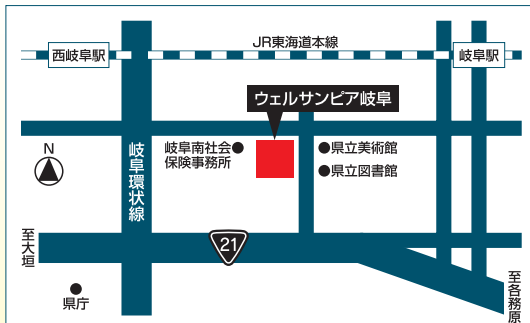 JR東海道本線
西岐阜駅
岐阜駅
ウェルサンピア岐阜
N
岐阜環状線
岐阜南社会
保険事務所
県立美術館
県立図書館
至大垣
21
県庁
至各務原